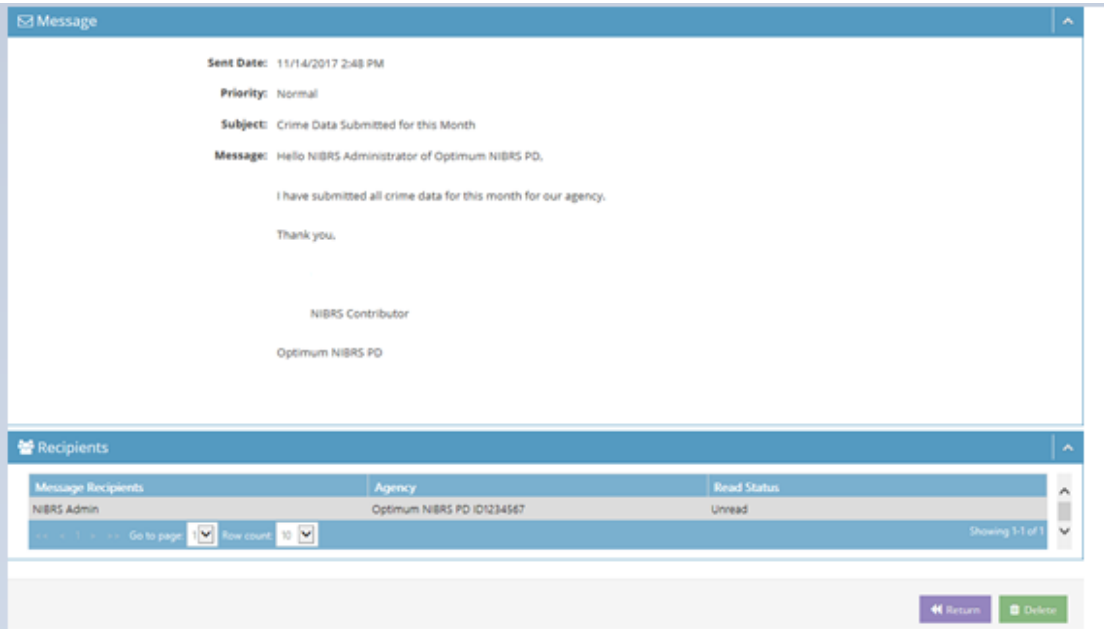 Message
Sent Date: 11/14/2017 2:48 PM
Priority: Normal
Subject: Crime Data Submitted for this Month
Message: Hello NIBRS Administrator of Optimum NIBRS PD,
I have submitted all crime data for this month for our agency.
Thank you,
NIBRS Contributor
Optimum NIBRS PD
Recipients
Message Recipients Agency Read Status
NIBRS Admin Optimum NIBRS PD ID1234567 Unread
<< < 1 > >> Go to page: 1 Row count: 10 Showing 1-1 of 1
Return Delete